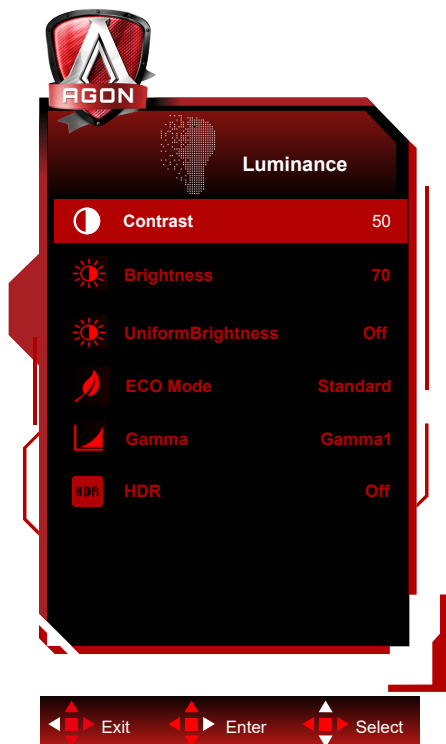 AGON
Luminance
Contrast 50
Brightness 70
UniformBrightness Off
ECO Mode Standard
Gamma Gamma1
HDR HDR Off
Exit Enter Select